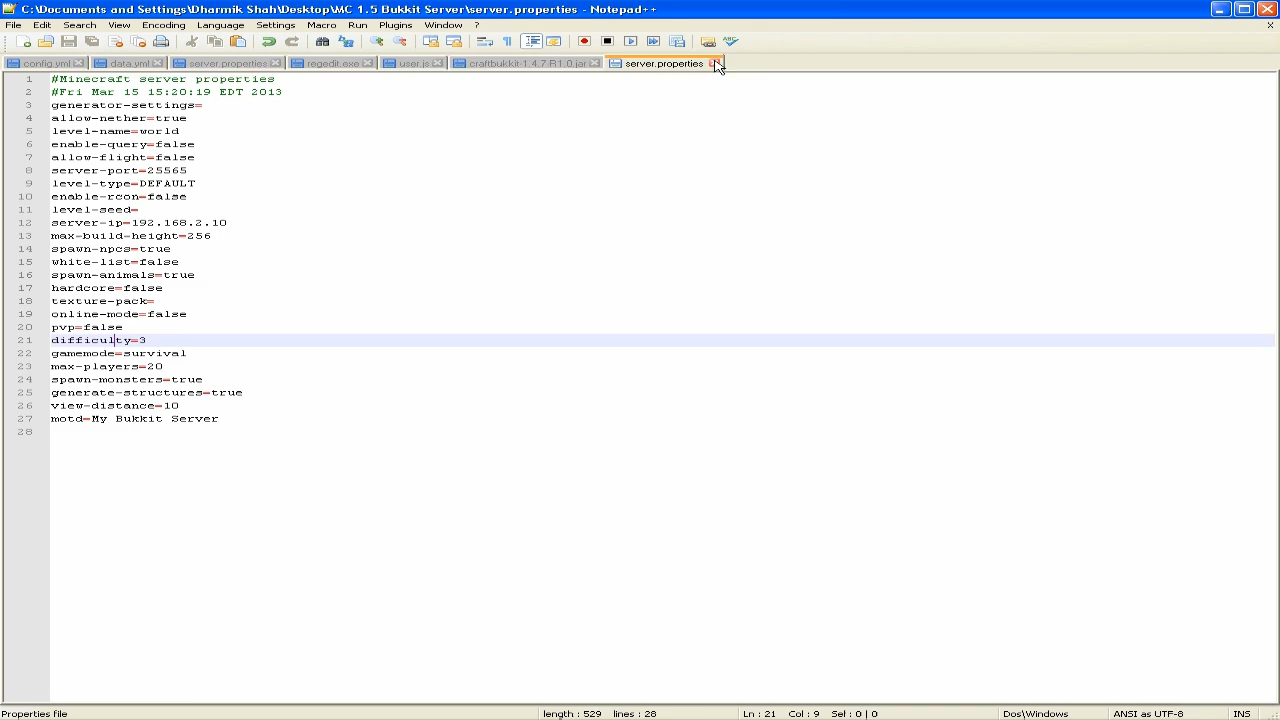 C:\Documents and Settings\Dharmik Shah\Desktop\MC 1.5 Bukkit Server\server.properties - Notepad++
File Edit Search View Encoding Language Settings Macro Run Plugins Window ?
config.yml data.yml server.properties regedit.exe user.js craftbukkit-1.4.7.R1.0.jar server.properties
1 #Minecraft server properties
2 #Fri Mar 15 15:20:19 EDT 2013
3 generator-settings=
4 allow-nether=true
5 level-name=world
6 enable-query=false
7 allow-flight=false
8 server-port=25565
9 level-type=DEFAULT
10 enable-rcon=false
11 level-seed=
12 server-ip=192.168.2.10
13 max-build-height=256
14 spawn-npcs=true
15 white-list=false
16 spawn-animals=true
17 hardcore=false
18 texture-pack=
19 online-mode=false
20 pvp=false
21 difficulty=3
22 gamemode=survival
23 max-players=20
24 spawn-monsters=true
25 generate-structures=true
26 view-distance=10
27 motd=My Bukkit Server
28
Properties file length : 529 lines : 28 Ln : 21 Col : 9 Sel : 0 | 0 Dos\Windows ANSI as UTF-8 INS